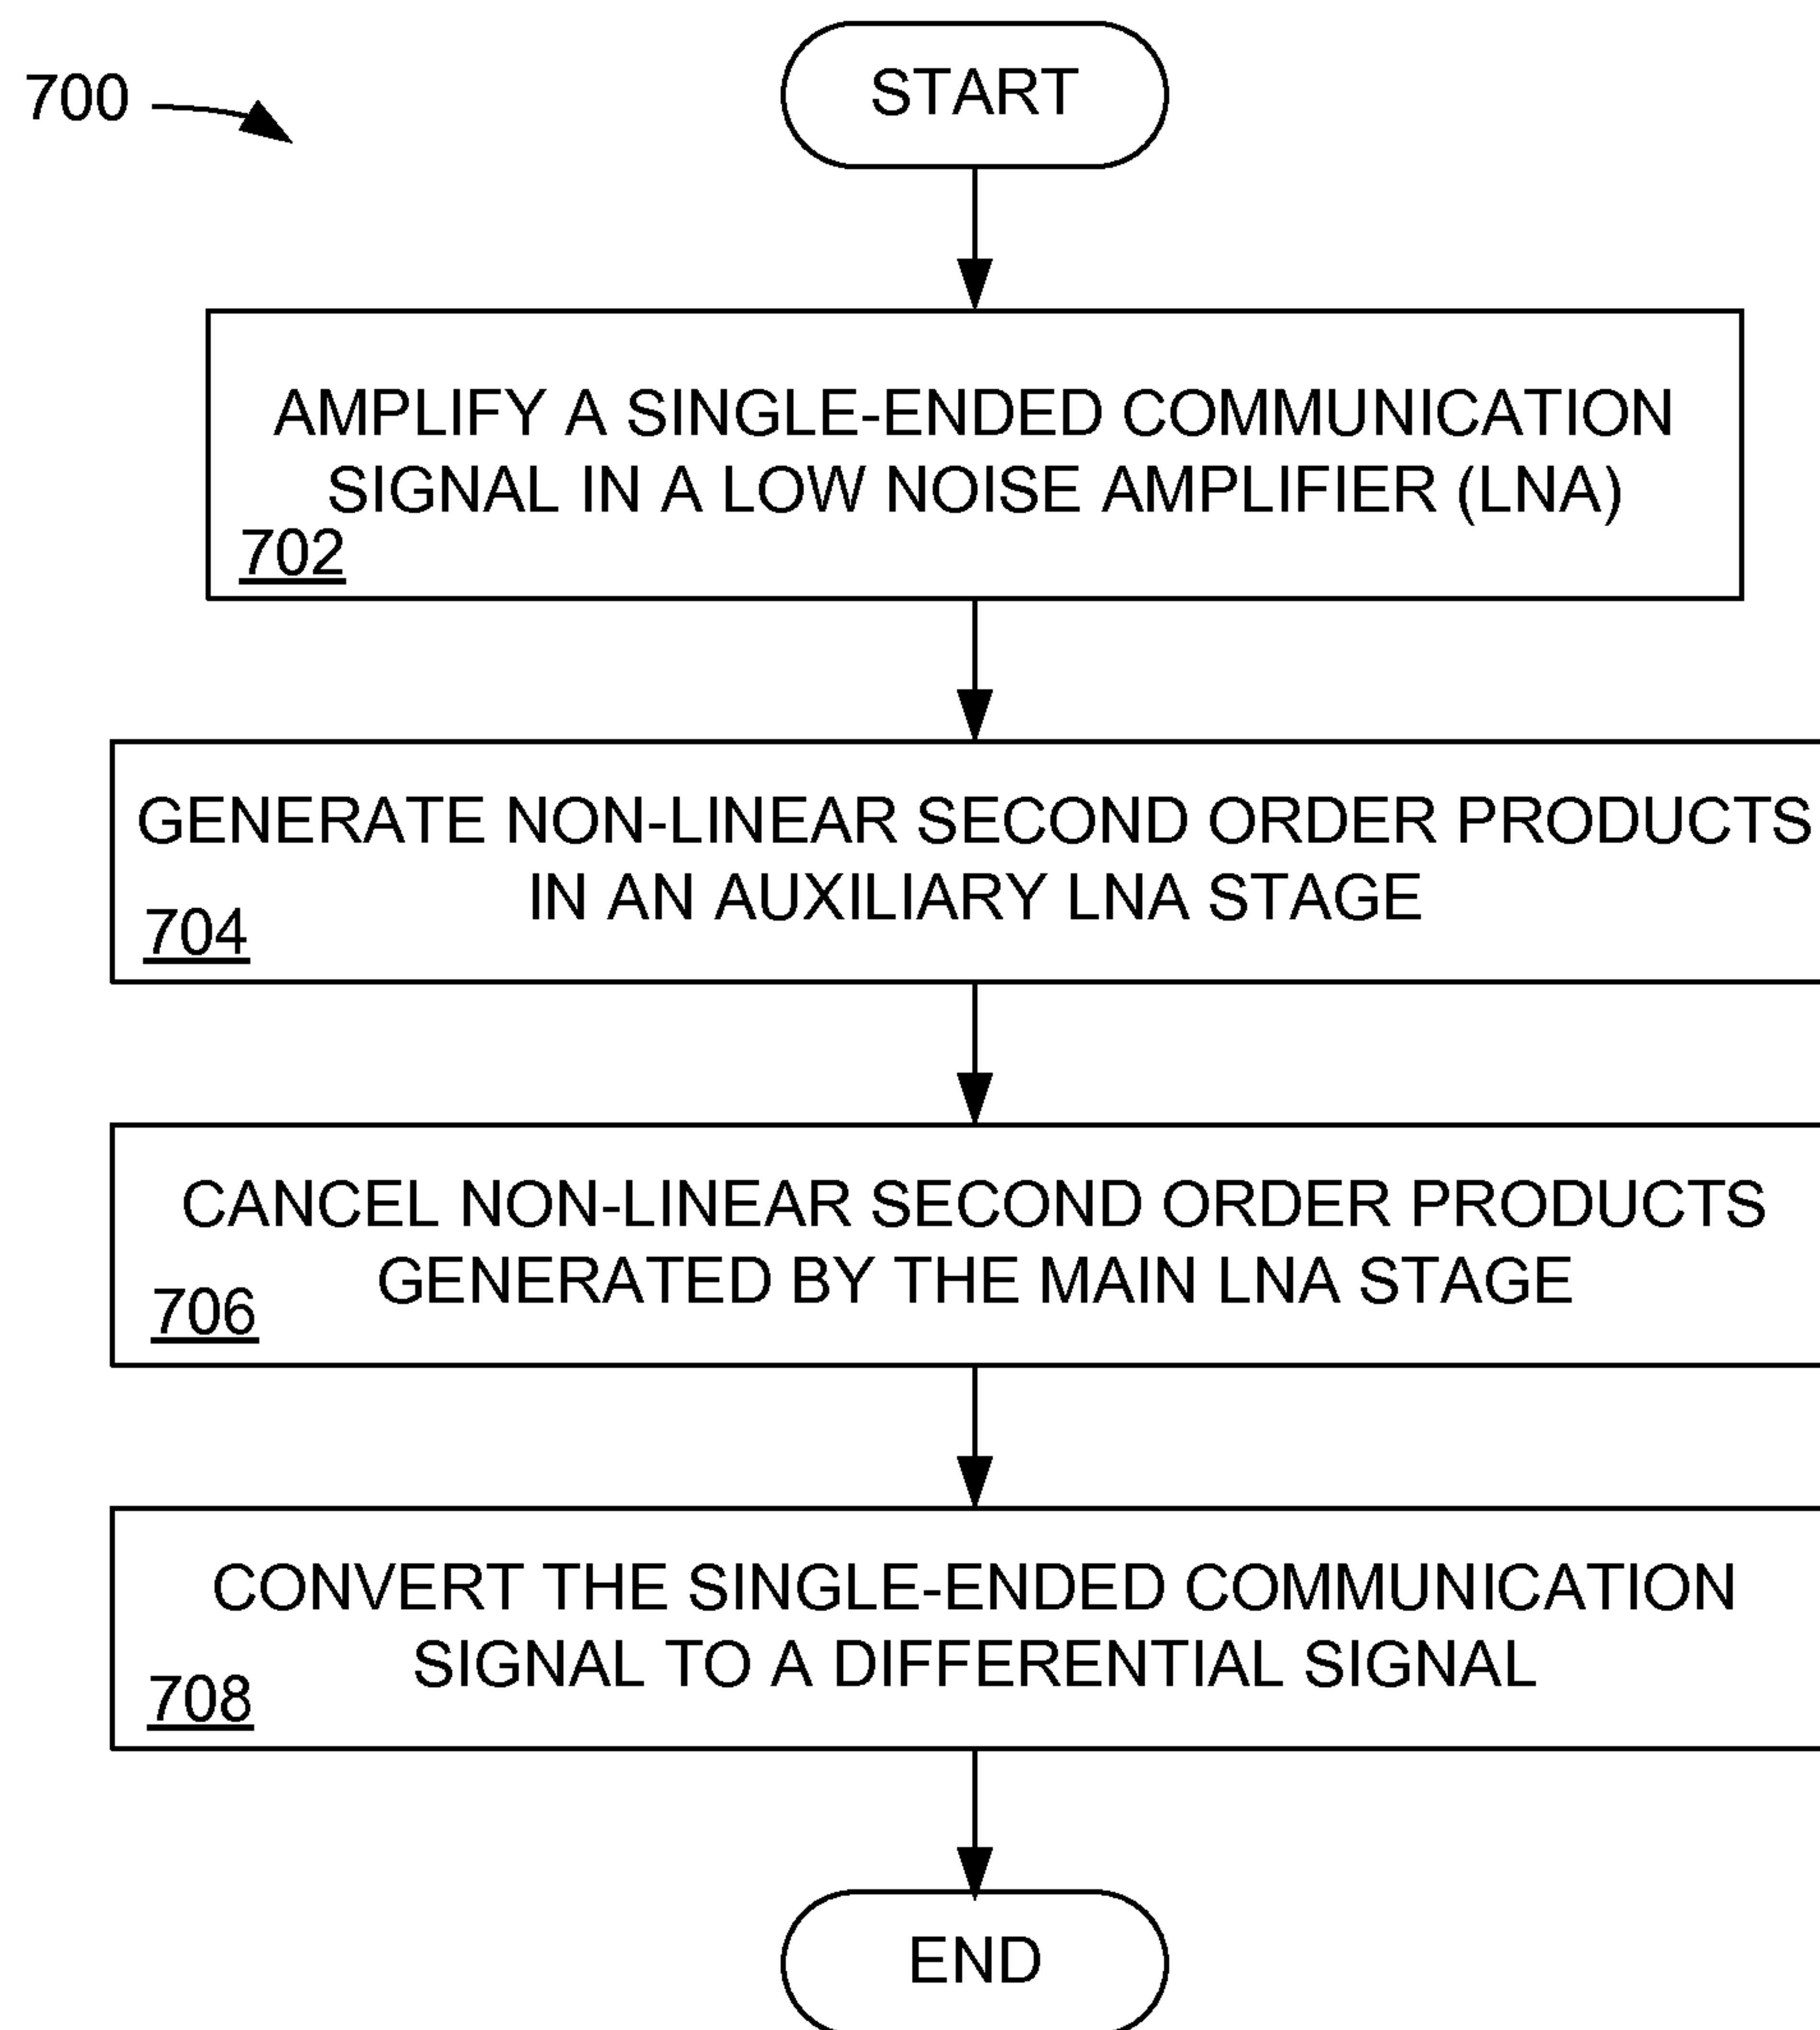 700
START
AMPLIFY A SINGLE-ENDED COMMUNICATION
SIGNAL IN A LOW NOISE AMPLIFIER (LNA)
702
GENERATE NON-LINEAR SECOND ORDER PRODUCTS
IN AN AUXILIARY LNA STAGE
704
CANCEL NON-LINEAR SECOND ORDER PRODUCTS
GENERATED BY THE MAIN LNA STAGE
706
CONVERT THE SINGLE-ENDED COMMUNICATION
SIGNAL TO A DIFFERENTIAL SIGNAL
708
END